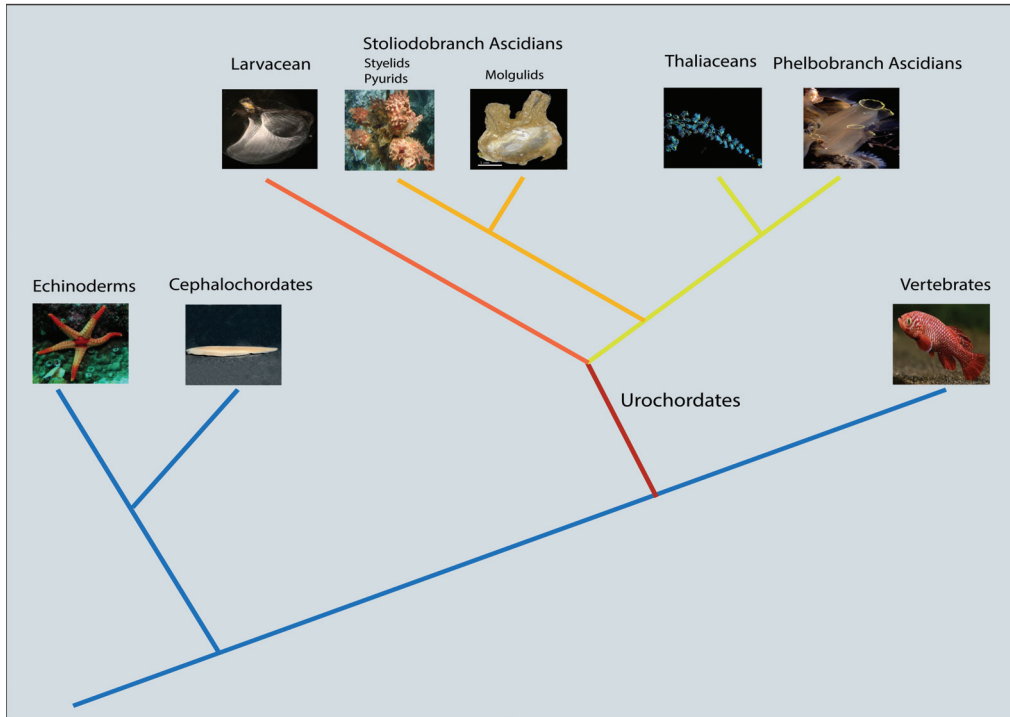 Stoliodobranch Ascidians
Larvacean
Styelids
Pyurids
Molgulids
Thaliaceans
Phelbobranch Ascidians
Echinoderms
Cephalochordates
Vertebrates
Urochordates